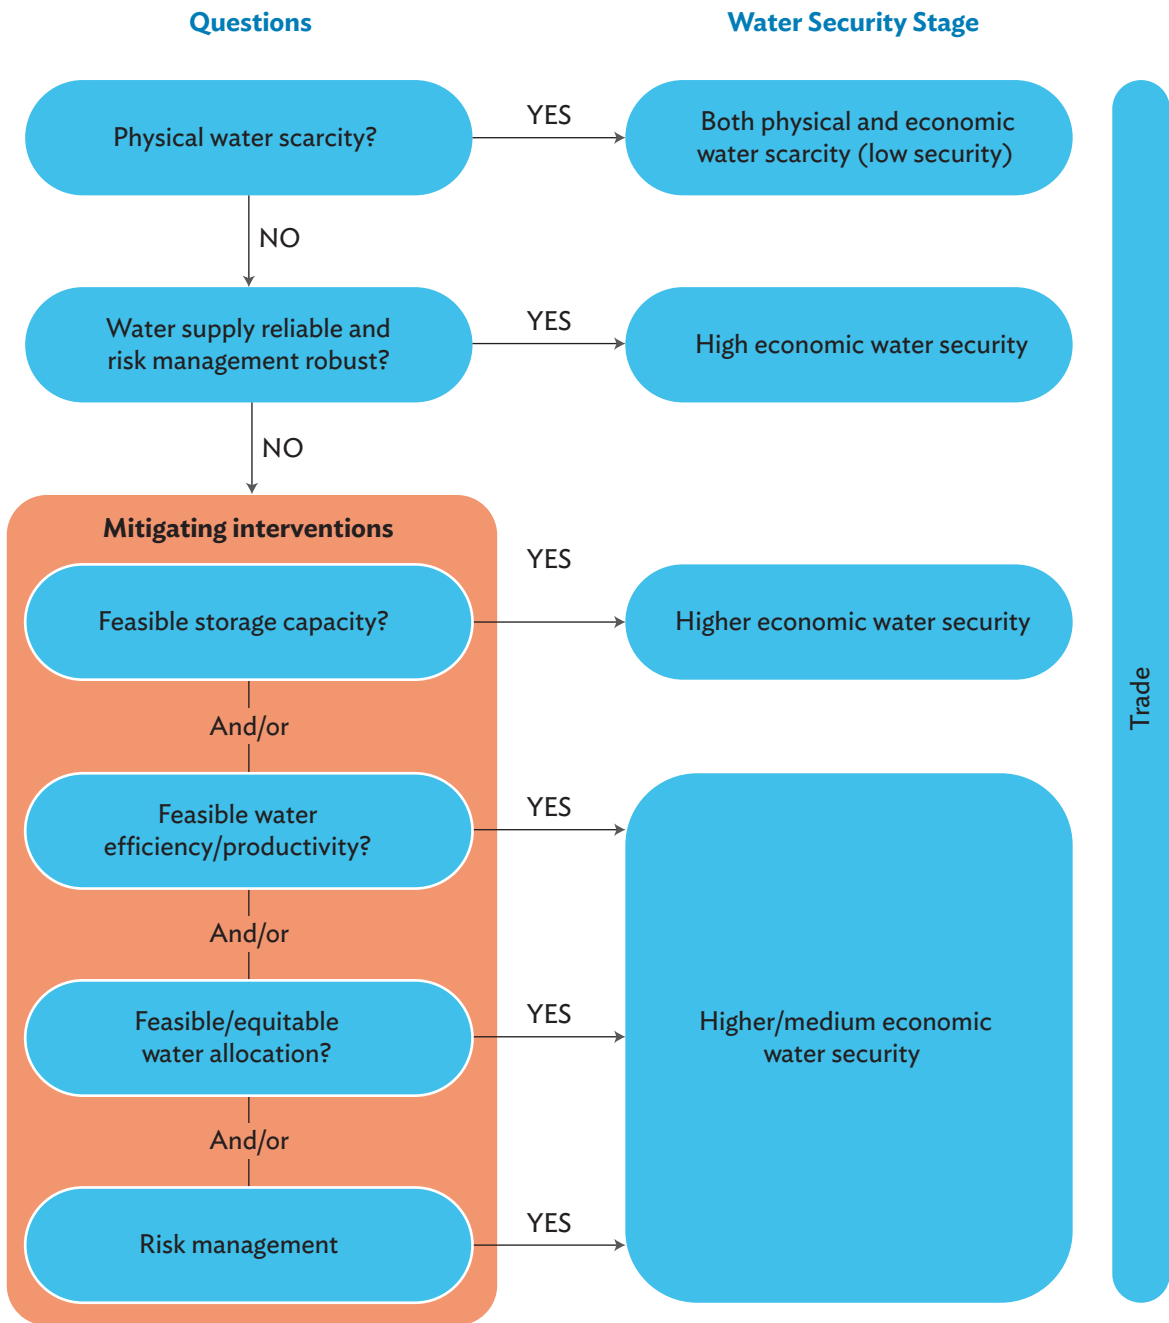 Questions
Water Security Stage
Physical water scarcity?
YES
Both physical and economic
water scarcity (low security)
NO
Water supply reliable and
risk management robust?
YES
High economic water security
NO
Mitigating interventions
Feasible storage capacity?
YES
Higher economic water security
And/or
Feasible water
efficiency/productivity?
YES
And/or
Feasible/equitable
water allocation?
YES
Higher/medium economic
water security
And/or
Risk management
YES
Trade